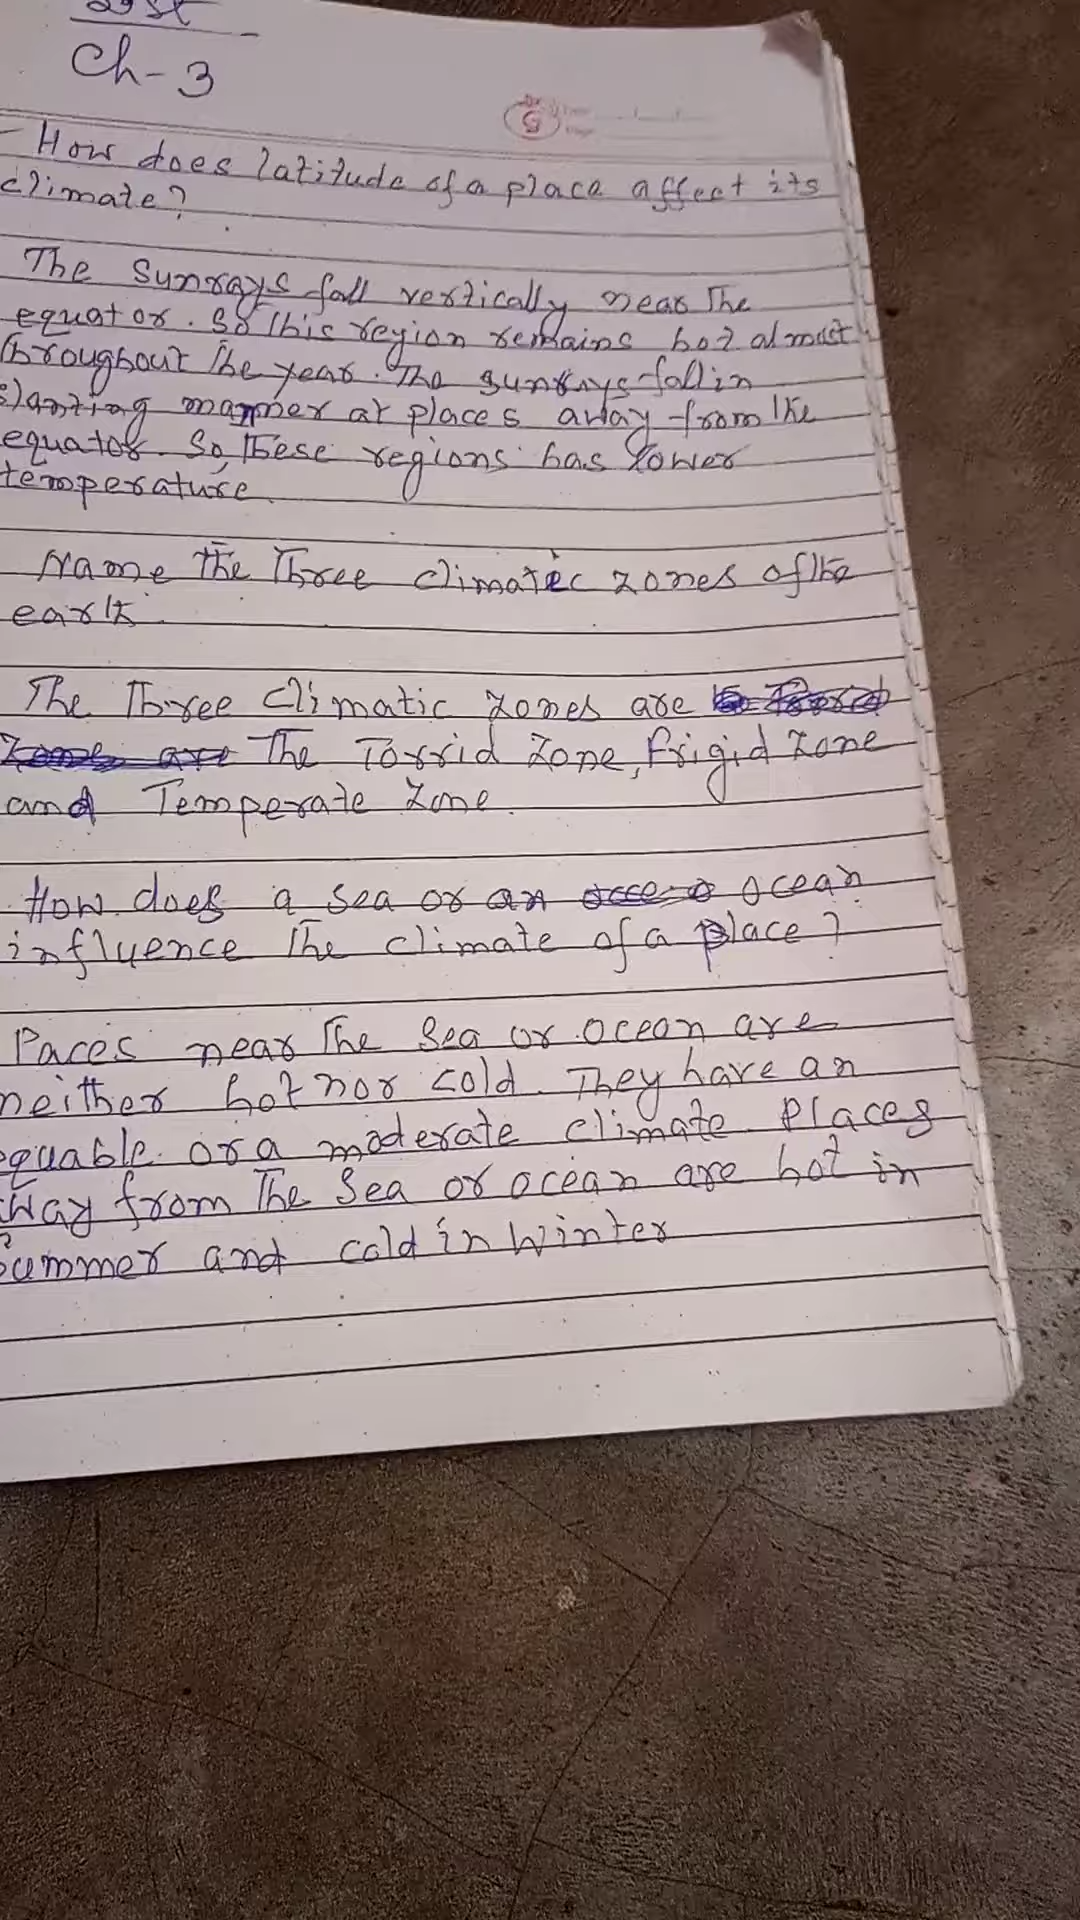 Ch-3
How does latitude of a place affect its
climate?
The Sunrays fall vertically near The
equator. So this region remains hot almost
throughout The year. The sunrays fall in
slanting manner at places away from the
equator. So, these regions has lower
temperature.
Name the Three climatic zones of the
earth.
The Three Climatic zones are
The Torrid Zone, Frigid Zone
and Temperate Zone.
How does a sea or ocean
influence The climate of a place?
Paces near The Sea or ocean are
neither hot nor cold. They have an
equable or a moderate climate. Places
away from The Sea or ocean are hot in
Summer and cold in Winter